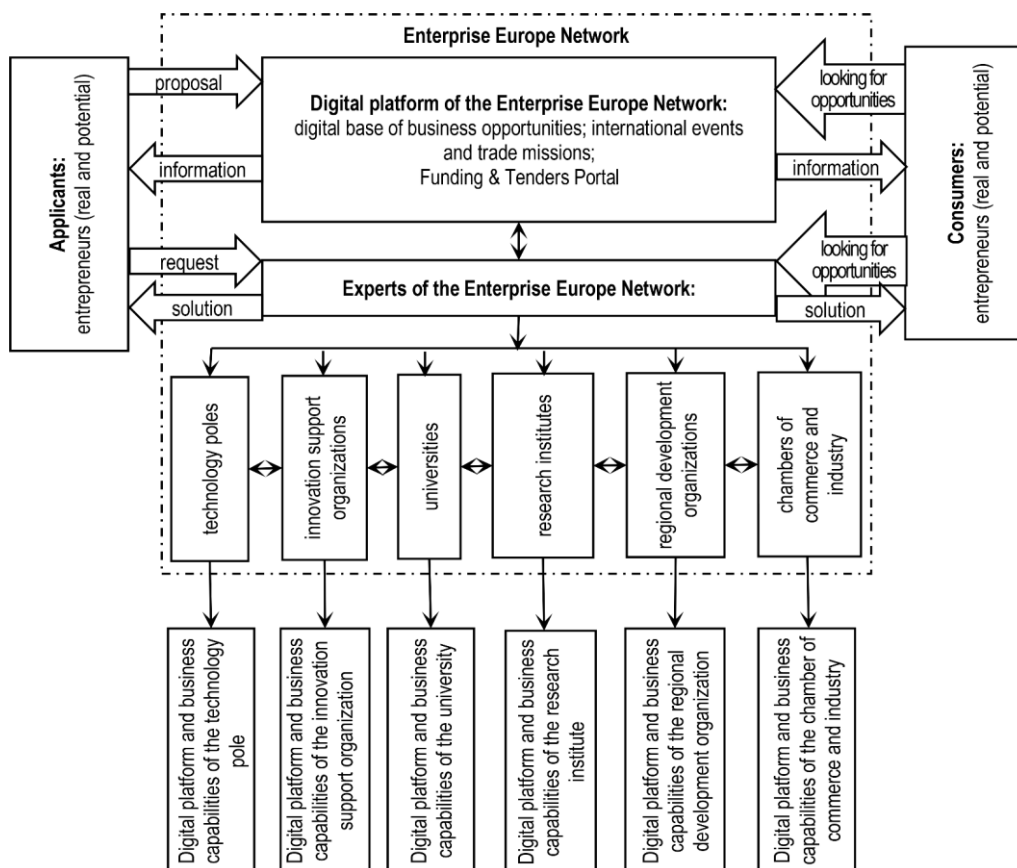 Enterprise Europe Network
Applicants:
entrepreneurs (real and potential)
proposal
information
request
solution
Digital platform of the Enterprise Europe Network:
digital base of business opportunities; international events
and trade missions;
Funding & Tenders Portal
Experts of the Enterprise Europe Network:
looking for
opportunities
information
looking for
opportunities
solution
Consumers:
entrepreneurs (real and potential)
technology poles
innovation support
organizations
universities
research institutes
regional development
organizations
chambers of
commerce and
industry
Digital platform and business
capabilities of the technology
pole
Digital platform and business
capabilities of the innovation
support organization
Digital platform and business
capabilities of the university
Digital platform and business
capabilities of the research
institute
Digital platform and business
capabilities of the regional
development organization
Digital platform and business
capabilities of the chamber of
commerce and industry